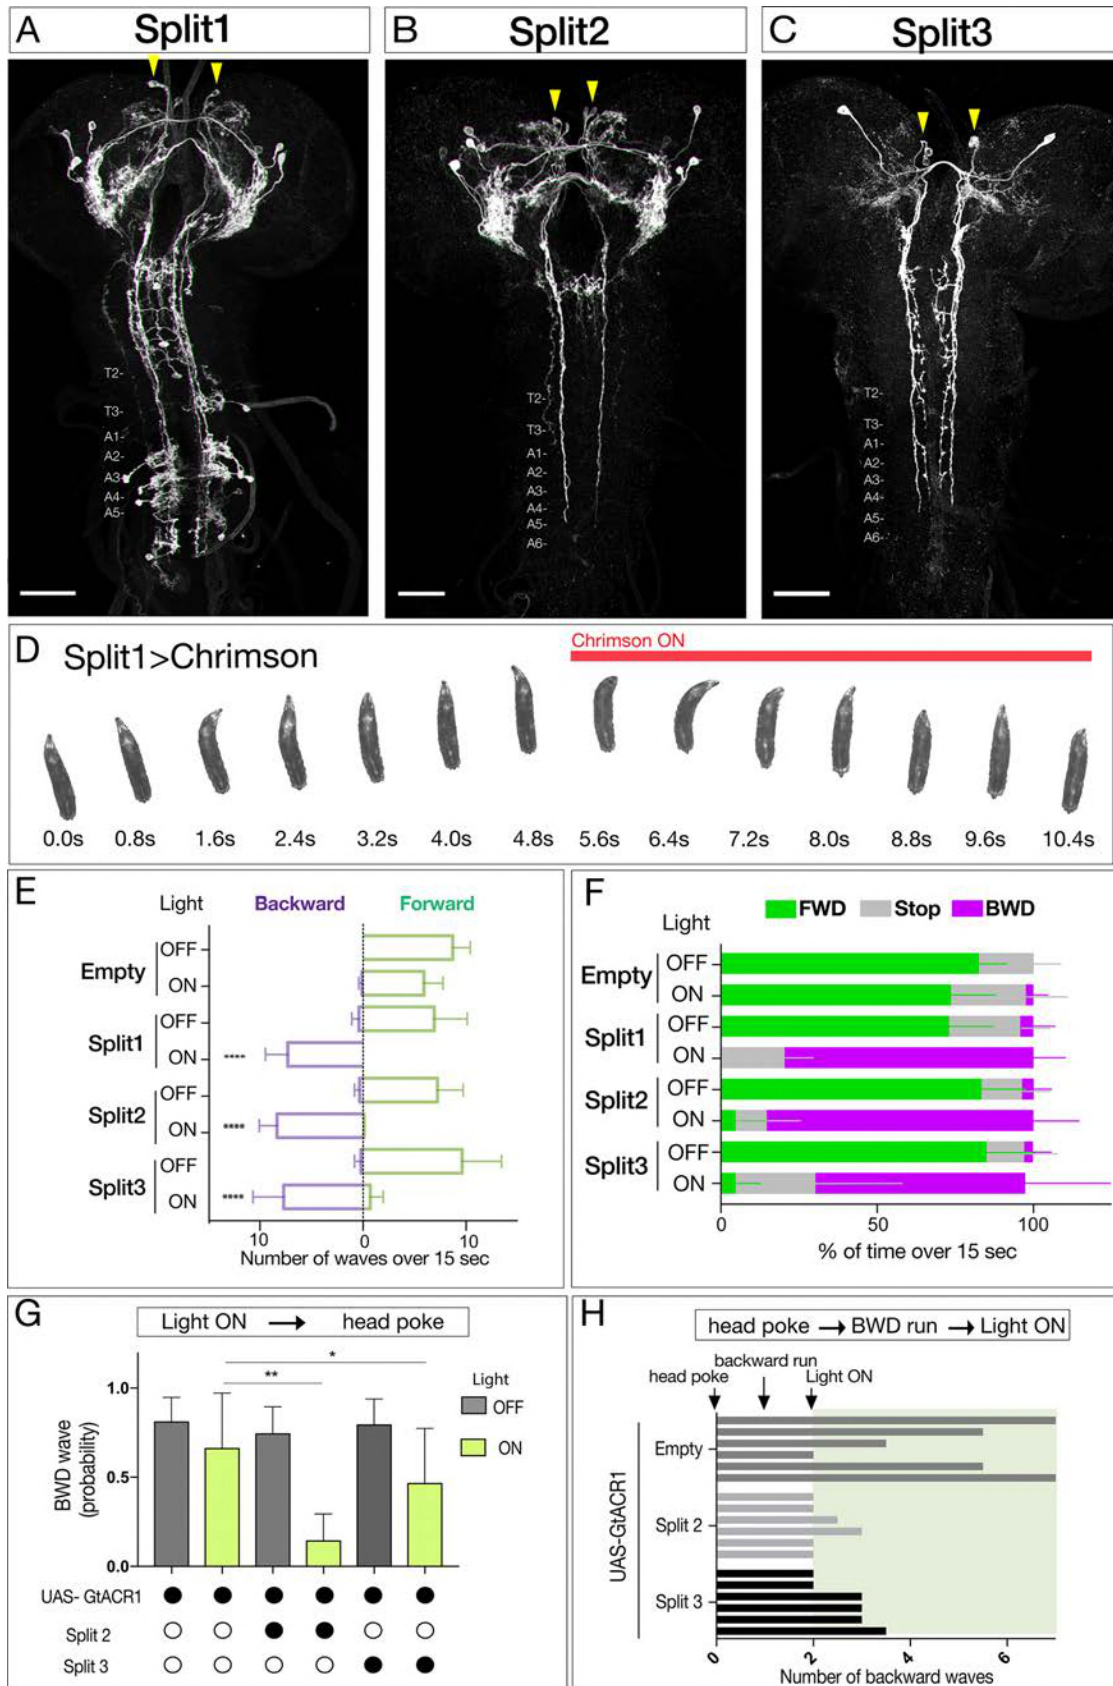 A Split1
B Split2
C Split3
T2-
T3-
A1-
A2-
A3-
A4-
A5-
T2-
T3-
A1-
A2-
A3-
A4-
A5-
A6-
T2-
T3-
A1-
A2-
A3-
A4-
A5-
A6-
D Split1>Chrimson
Chrimson ON
0.0s 0.8s 1.6s 2.4s 3.2s 4.0s 4.8s 5.6s 6.4s 7.2s 8.0s 8.8s 9.6s 10.4s
E
Light Backward Forward
Empty
OFF
ON
Split1
OFF
ON ****
Split2
OFF
ON ****
Split3
OFF
ON ****
10 0 10
Number of waves over 15 sec
F
FWD Stop BWD
Light
Empty
OFF
ON
Split1
OFF
ON
Split2
OFF
ON
Split3
OFF
ON
0 50 100
% of time over 15 sec
G
Light ON → head poke
*
**
Light
OFF
ON
BWD wave
(probability)
1.0
0.5
0.0
UAS- GtACR1
Split 2
Split 3
H
head poke → BWD run → Light ON
backward run
head poke Light ON
UAS-GtACR1
Empty
Split 2
Split 3
0 2 4 6
Number of backward waves